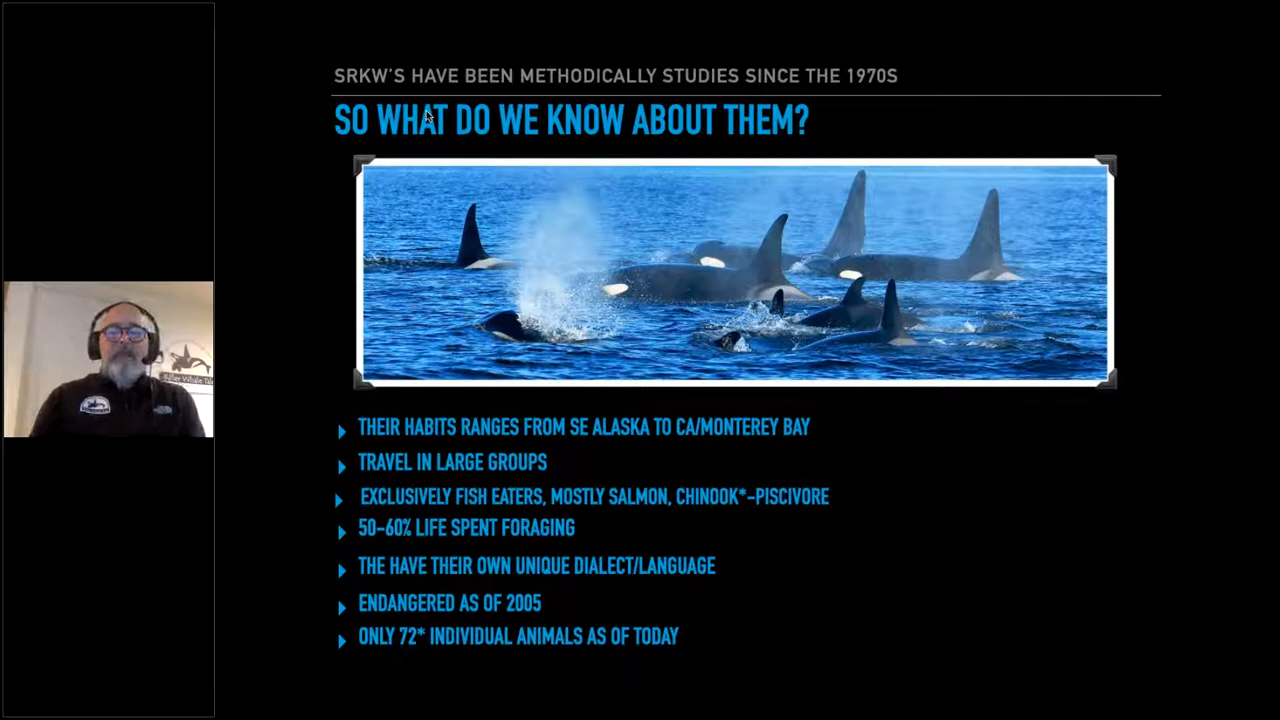 SRKW'S HAVE BEEN METHODICALLY STUDIES SINCE THE 1970S
SO WHAT DO WE KNOW ABOUT THEM?
THEIR HABITS RANGES FROM SE ALASKA TO CA/MONTEREY BAY
TRAVEL IN LARGE GROUPS
EXCLUSIVELY FISH EATERS, MOSTLY SALMON, CHINOOK*-PISCIVORE
50-60% LIFE SPENT FORAGING
THE HAVE THEIR OWN UNIQUE DIALECT/LANGUAGE
ENDANGERED AS OF 2005
ONLY 72* INDIVIDUAL ANIMALS AS OF TODAY
Killer Whale Tal